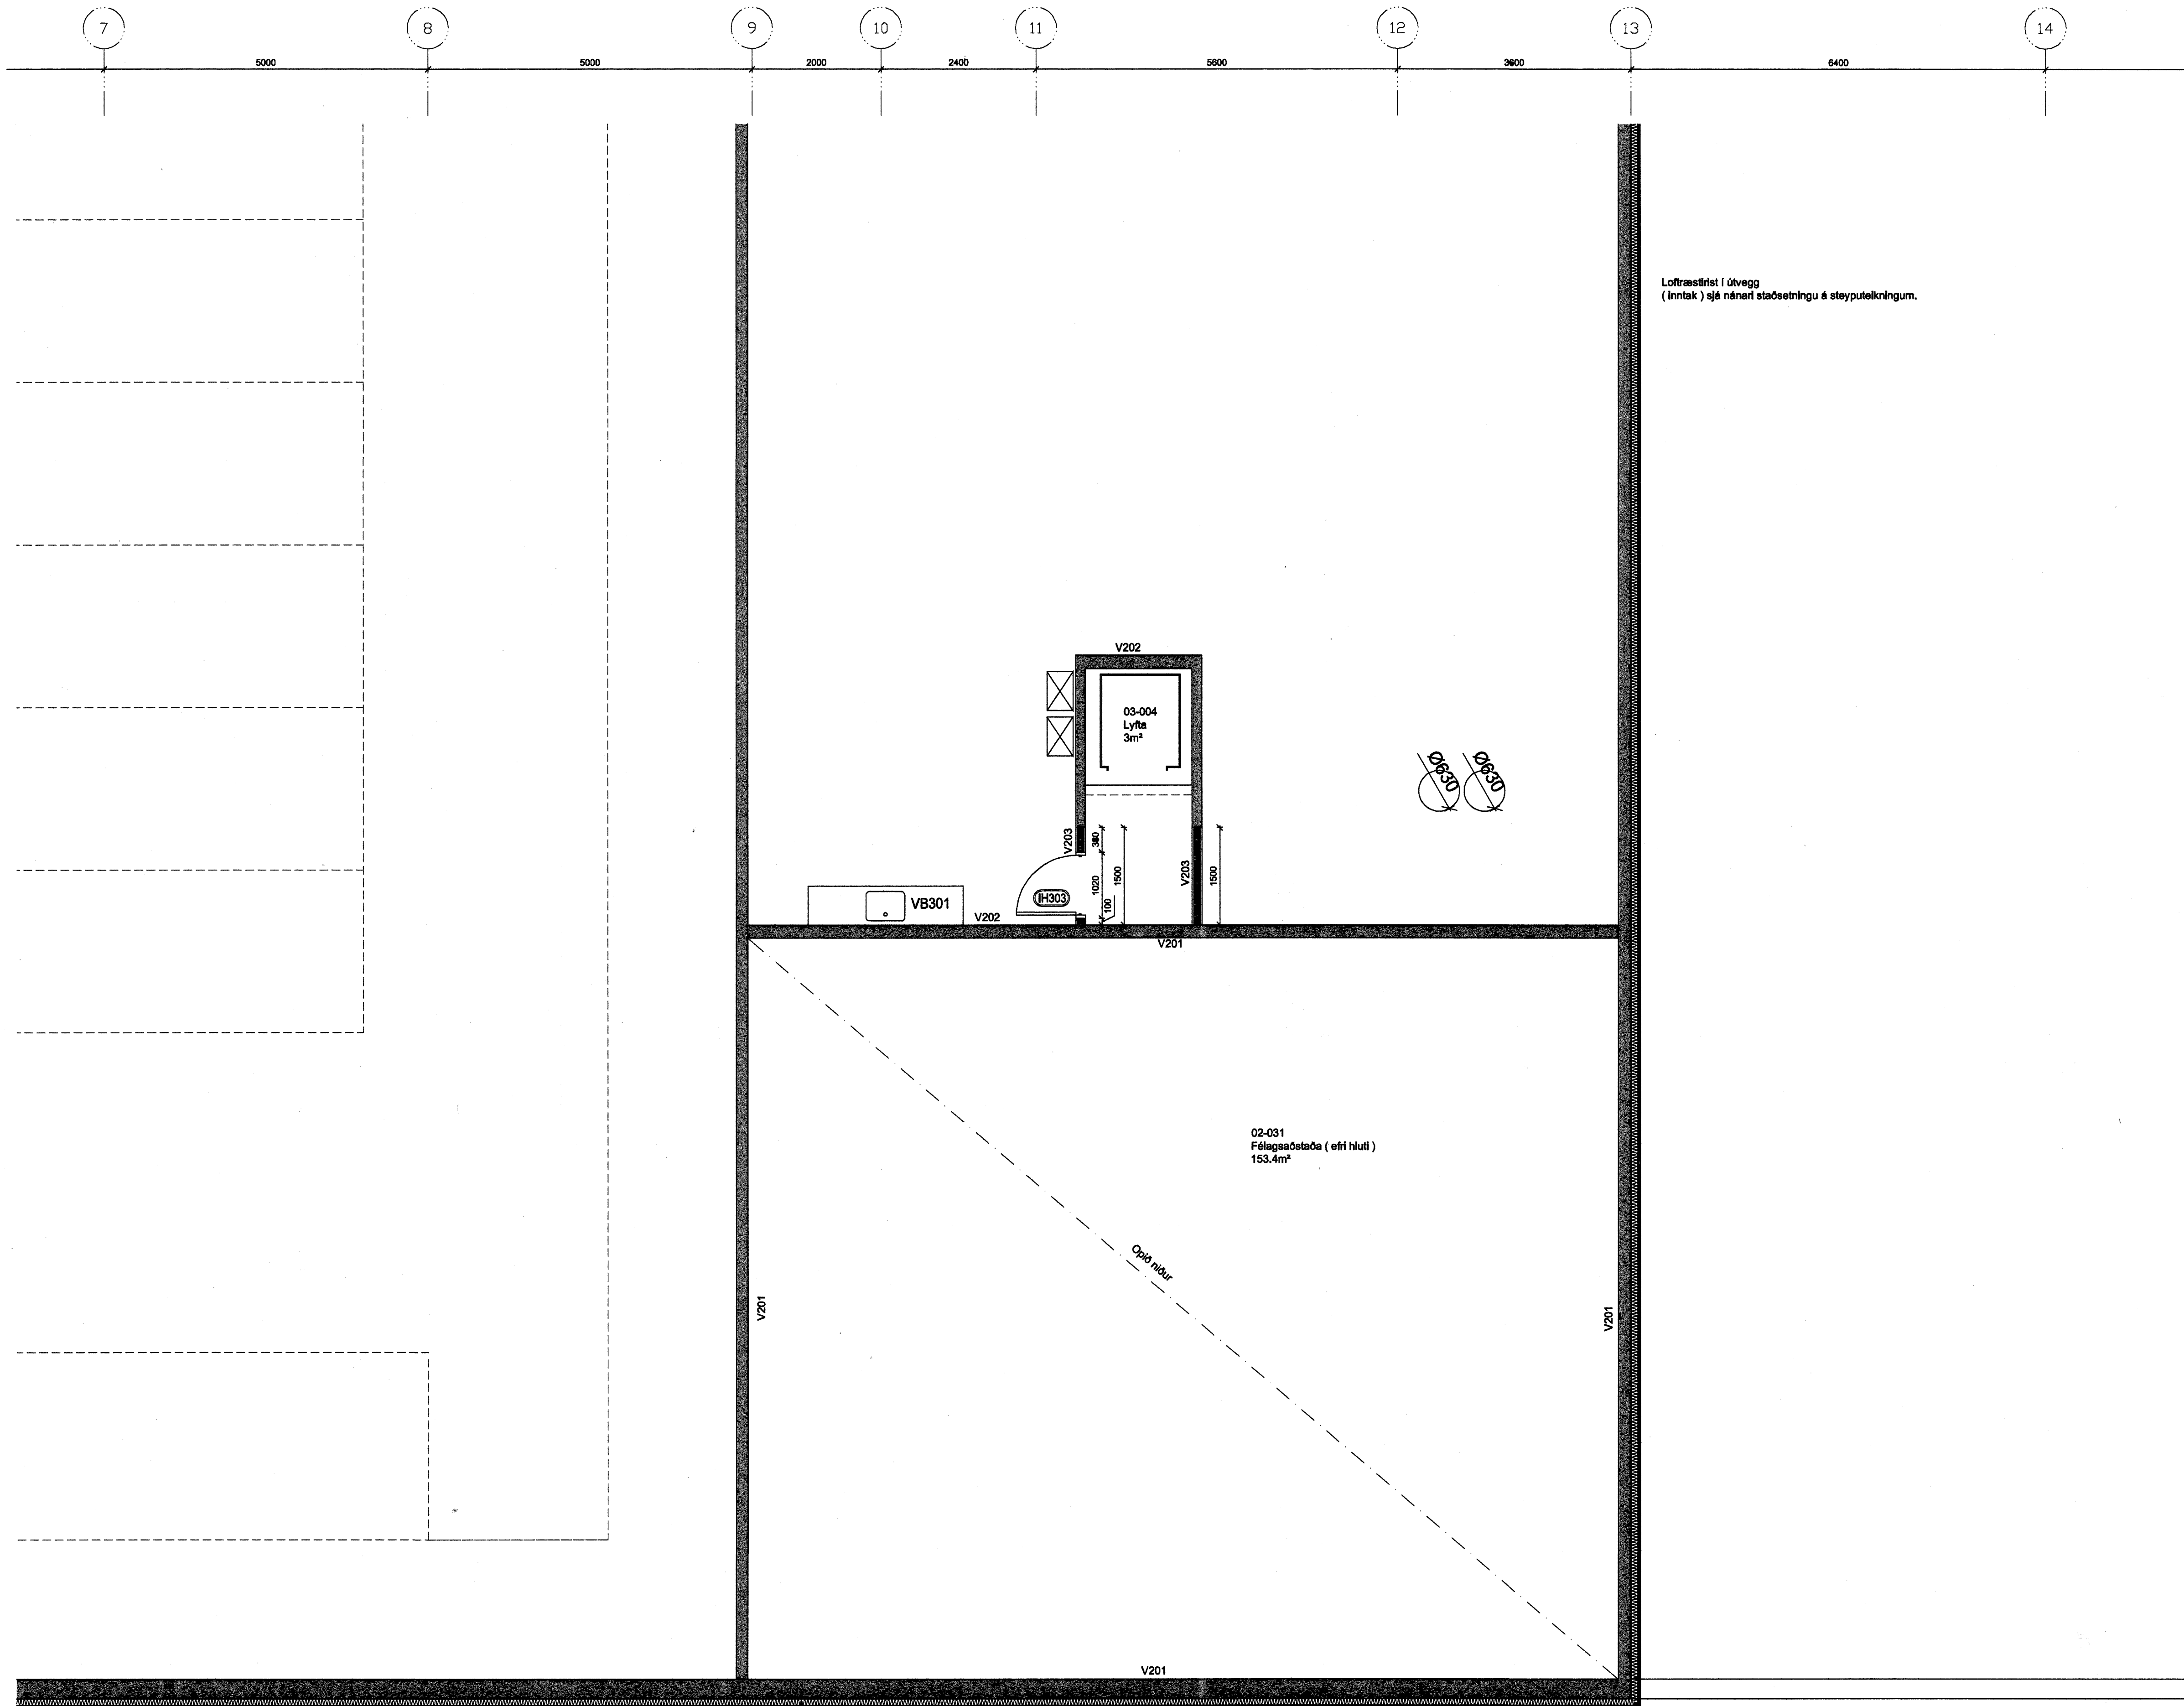 7 8 9 10 11 12 13 14
5000 5000 2000 2400 5600 3600 6400
Loftræstirist í útvegg
( inntak ) sjá nánari staðsetningu á steyputeikningum.
V202
03-004
Lyfta
3m²
Ø630 Ø630
V203
380
1020
1500
100
V203
1500
IH303
VB301
V202
V201
02-031
Félagsaðstaða ( efri hluti )
153.4m²
Opið niður
V201
V201
V201